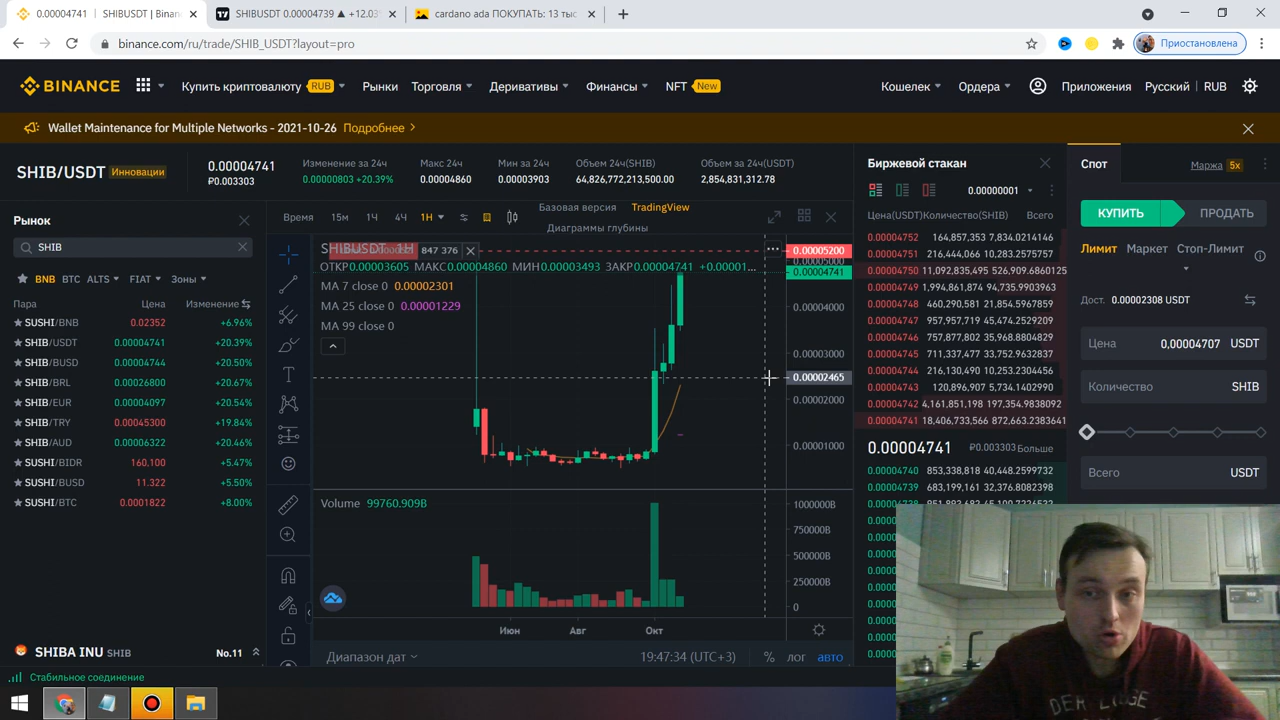 0.00004741 | SHIBUSDT | Binan
SHIBUSDT 0.00004739 ▲ +12.03
cardano ada ПОКУПАТЬ: 13 тыс
binance.com/ru/trade/SHIB_USDT?layout=pro
Приостановлена
BINANCE
Купить криптовалюту RUB
Рынки
Торговля
Деривативы
Финансы
NFT New
Кошелек
Ордера
Приложения
Русский | RUB
Wallet Maintenance for Multiple Networks - 2021-10-26 Подробнее
SHIB/USDT Инновации
0.00004741
₽0.003303
Изменение за 24ч
0.00000803 +20.39%
Макс 24ч
0.00004860
Мин за 24ч
0.00003903
Объем 24ч(SHIB)
64,826,772,213,500.00
Объем за 24ч(USDT)
2,854,831,312.78
Рынок
SHIB
BNB BTC ALTS FIAT Зоны
Пара Цена Изменение
SUSHI/BNB 0.02352 +6.96%
SHIB/USDT 0.00004741 +20.39%
SHIB/BUSD 0.00004744 +20.50%
SHIB/BRL 0.00026800 +20.67%
SHIB/EUR 0.00004097 +20.54%
SHIB/TRY 0.00045300 +19.84%
SHIB/AUD 0.00006322 +20.46%
SUSHI/BIDR 160,100 +5.47%
SUSHI/BUSD 11.322 +5.50%
SUSHI/BTC 0.0001822 +8.00%
SHIBA INU SHIB No.11
Стабильное соединение
Время 15м 1Ч 4Ч 1Н
Базовая версия TradingView
Диаграммы глубины
SHIBUSDT 1Н 847 376
ОТКР0.00003605 МАКС0.00004860 МИН0.00003493 ЗАКР0.00004741 +0.00001...
MA 7 close 0 0.00002301
MA 25 close 0 0.00001229
MA 99 close 0
0.00005200
0.00005000
0.00004741
0.00004000
0.00003000
0.00002465
0.00002000
0.00001000
Volume 99760.909B
1000000B
750000B
500000B
250000B
0
Июн Авг Окт
Диапазон дат
19:47:34 (UTC+3) % лог авто
Биржевой стакан
0.00000001
Цена(USDT) Количество(SHIB) Всего
0.00004752 164,857,353 7,834.0214146
0.00004751 216,444,066 10,283.2575757
0.00004750 11,092,835,495 526,909.6860125
0.00004749 1,994,861,874 94,735.9903963
0.00004748 460,290,581 21,854.5967859
0.00004747 957,957,719 45,474.2529209
0.00004746 757,877,802 35,968.8804829
0.00004745 711,337,477 33,752.9632837
0.00004744 216,130,490 10,253.2304456
0.00004743 120,896,907 5,734.1402990
0.00004742 4,161,851,198 197,354.9838092
0.00004741 18,406,733,566 872,663.2383641
0.00004741 ₽0.003303 Больше
0.00004740 853,338,818 40,448.2599732
0.00004739 683,199,161 32,376.8082398
Спот
Маржа 5x
КУПИТЬ
ПРОДАТЬ
Лимит Маркет Стоп-Лимит
Дост. 0.00002308 USDT
Цена 0,00004707 USDT
Количество SHIB
Всего USDT